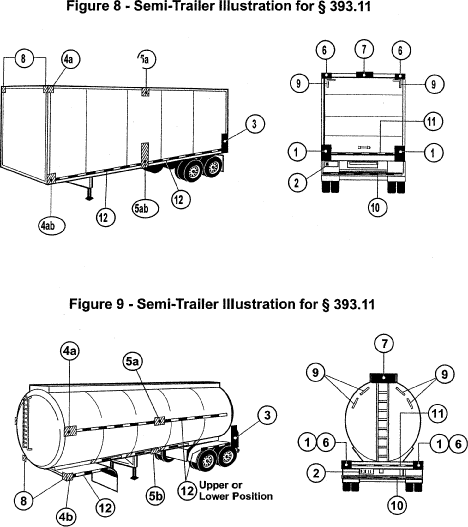 Figure 8 - Semi-Trailer Illustration for § 393.11
8
4a
6
7
6
9
9
3
11
1
1
2
12
5ab
12
4ab
10
Figure 9 - Semi-Trailer Illustration for § 393.11
4a
5a
7
9
9
3
11
1
6
1
6
2
8
4b
12
5b
12
Upper or
Lower Position
10